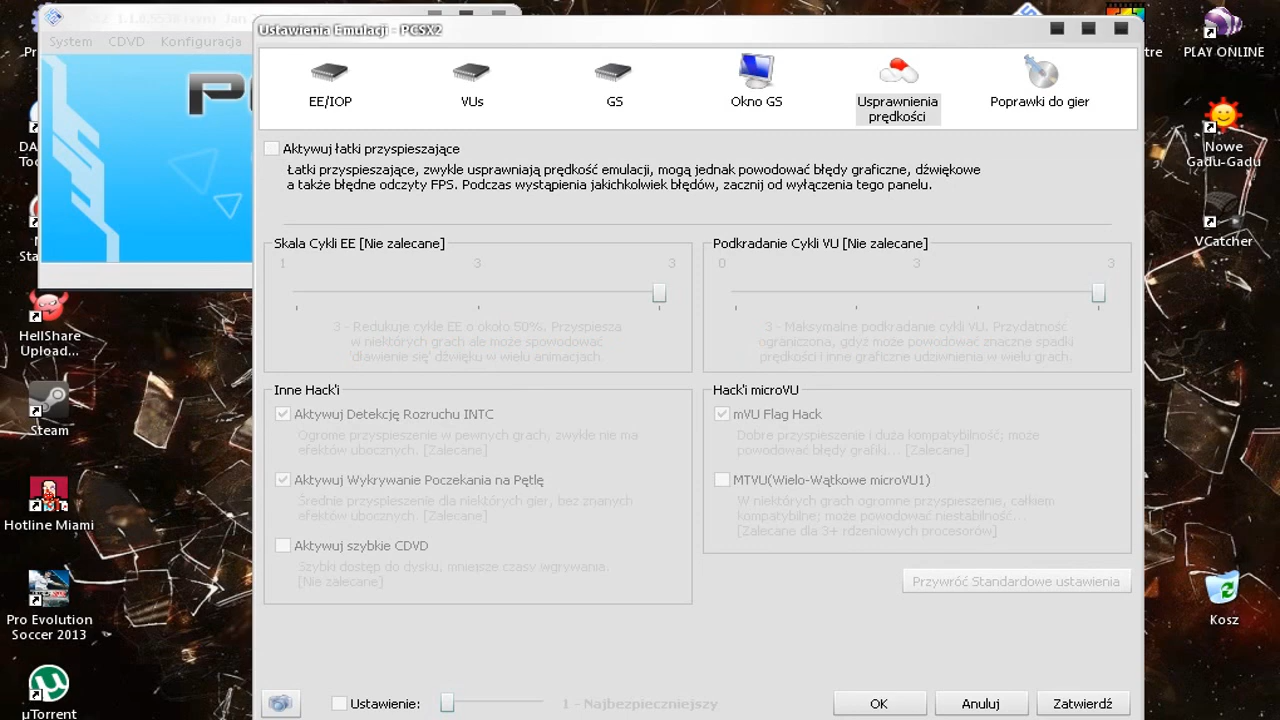 1.1.0.5538
System CDVD Konfiguracja
Ustawienia Emulacji - PCSX2
EE/IOP
VUs
GS
Okno GS
Usprawnienia
prędkości
Poprawki do gier
Aktywuj łatki przyspieszające
Łatki przyspieszające, zwykle usprawniają prędkość emulacji, mogą jednak powodować błędy graficzne, dźwiękowe
a także błędne odczyty FPS. Podczas wystąpienia jakichkolwiek błędów, zacznij od wyłączenia tego panelu.
Skala Cykli EE [Nie zalecane]
1 3 3
3 - Redukuje cykle EE o około 50%. Przyspiesza
w niektórych grach ale może spowodować
'dławienie się' dźwięku w wielu animacjach.
Podkradanie Cykli VU [Nie zalecane]
0 3 3
3 - Maksymalne podkradanie cykli VU. Przydatność
ograniczona, gdyż może powodować znaczne spadki
prędkości i inne graficzne udziwnienia w wielu grach.
Inne Hack'i
Aktywuj Detekcję Rozruchu INTC
Ogromne przyspieszenie w pewnych grach, zwykle nie ma
efektów ubocznych. [Zalecane]
Aktywuj Wykrywanie Poczekania na Pętlę
Średnie przyspieszenie dla niektórych gier, bez znanych
efektów ubocznych. [Zalecane]
Aktywuj szybkie CDVD
Szybki dostęp do dysku, mniejsze czasy wgrywania.
[Nie zalecane]
Hack'i microVU
mVU Flag Hack
Dobre przyspieszenie i duża kompatybilność; może
powodować błędy grafiki... [Zalecane]
MTVU(Wielo-Wątkowe microVU1)
W niektórych grach ogromne przyspieszenie, całkiem
kompatybilne; może powodować niestabilność...
[Zalecane dla 3+ rdzeniowych procesorów]
Przywróć Standardowe ustawienia
Ustawienie:
1 - Najbezpieczniejszy
OK
Anuluj
Zatwierdź
HellShare
Upload...
Steam
Hotline Miami
Pro Evolution
Soccer 2013
µTorrent
PLAY ONLINE
Nowe
Gadu-Gadu
VCatcher
Kosz